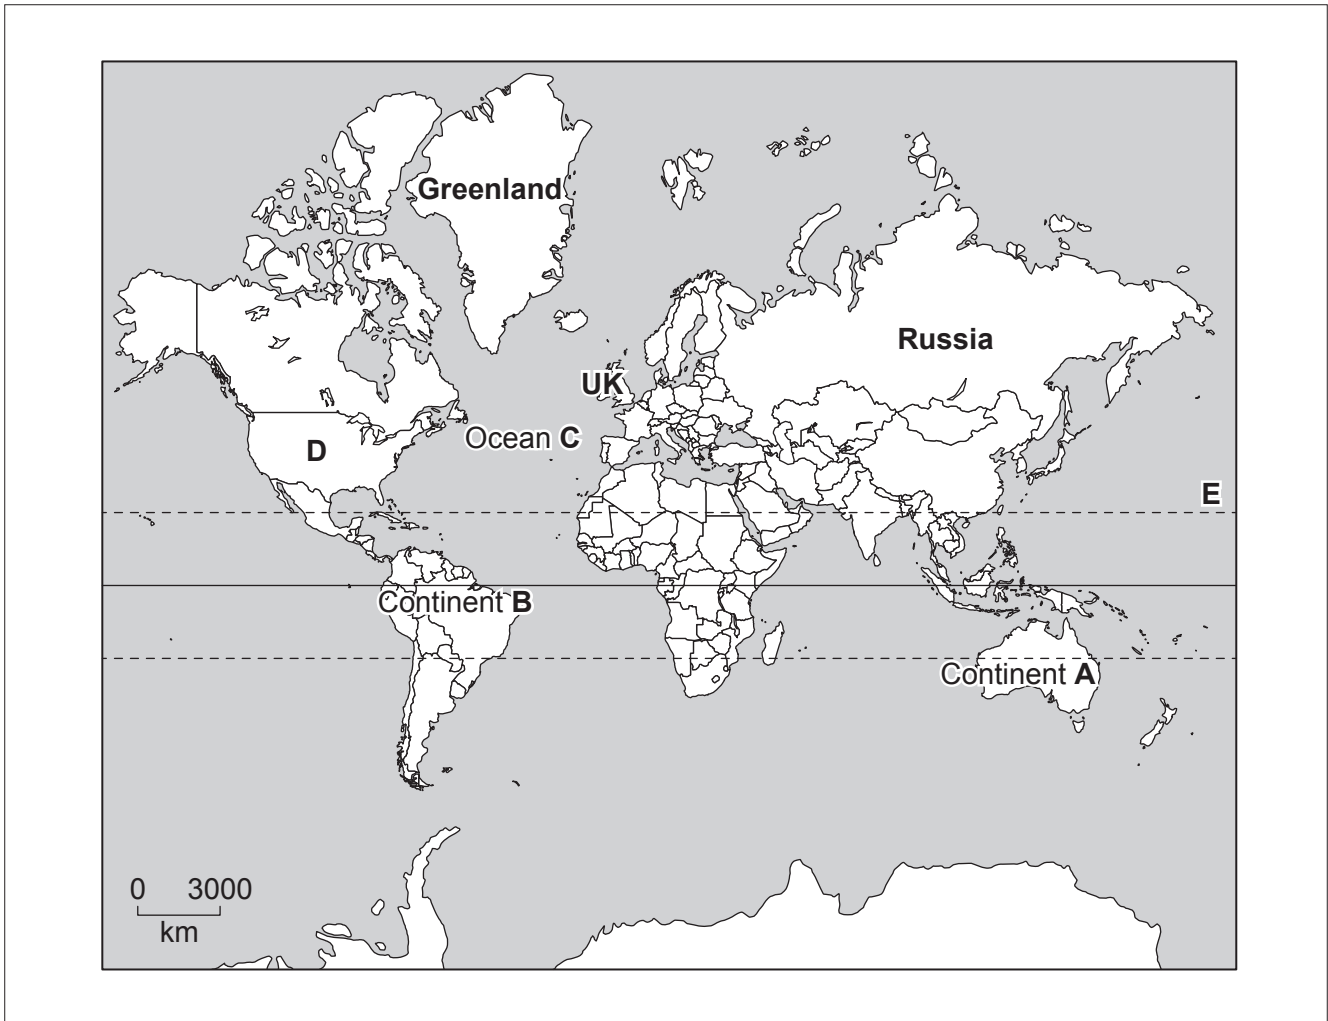 Greenland
Russia
UK
Ocean C
D
E
Continent B
Continent A
0 3000
km